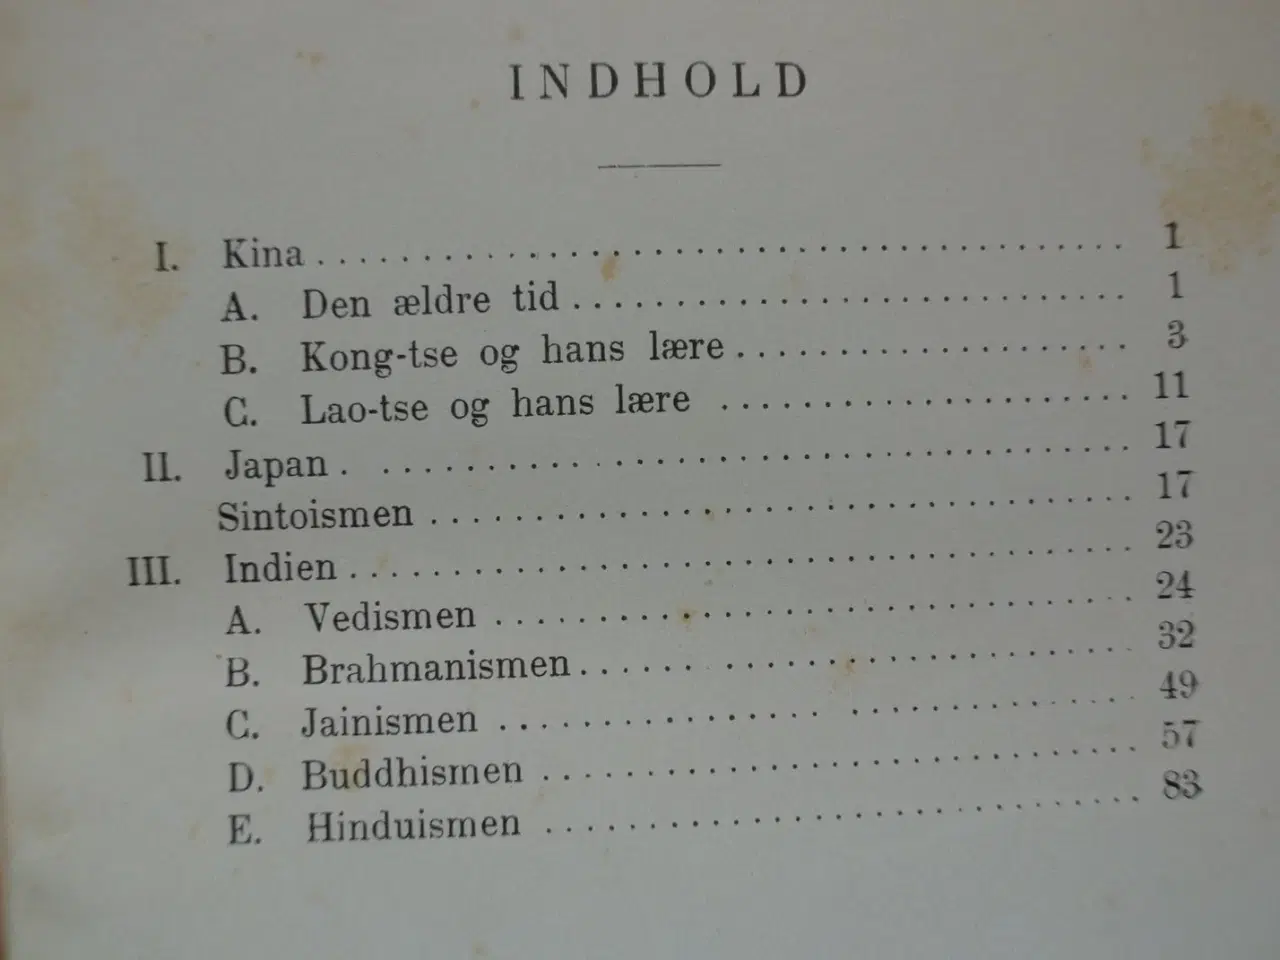 INDHOLD
I. Kina . . . . . . . . . . . . . . . . . . . . . . . . . . . . . . 1
A. Den ældre tid . . . . . . . . . . . . . . . . . . . . . . 1
B. Kong-tse og hans lære . . . . . . . . . . . . . . . . 3
C. Lao-tse og hans lære . . . . . . . . . . . . . . . . 11
II. Japan . . . . . . . . . . . . . . . . . . . . . . . . . . . . . 17
Sintoismen . . . . . . . . . . . . . . . . . . . . . . . . . . 17
III. Indien . . . . . . . . . . . . . . . . . . . . . . . . . . . . . 23
A. Vedismen . . . . . . . . . . . . . . . . . . . . . . . . . 24
B. Brahmanismen . . . . . . . . . . . . . . . . . . . . . . 32
C. Jainismen . . . . . . . . . . . . . . . . . . . . . . . . 49
D. Buddhismen . . . . . . . . . . . . . . . . . . . . . . . 57
E. Hinduismen . . . . . . . . . . . . . . . . . . . . . . . 83